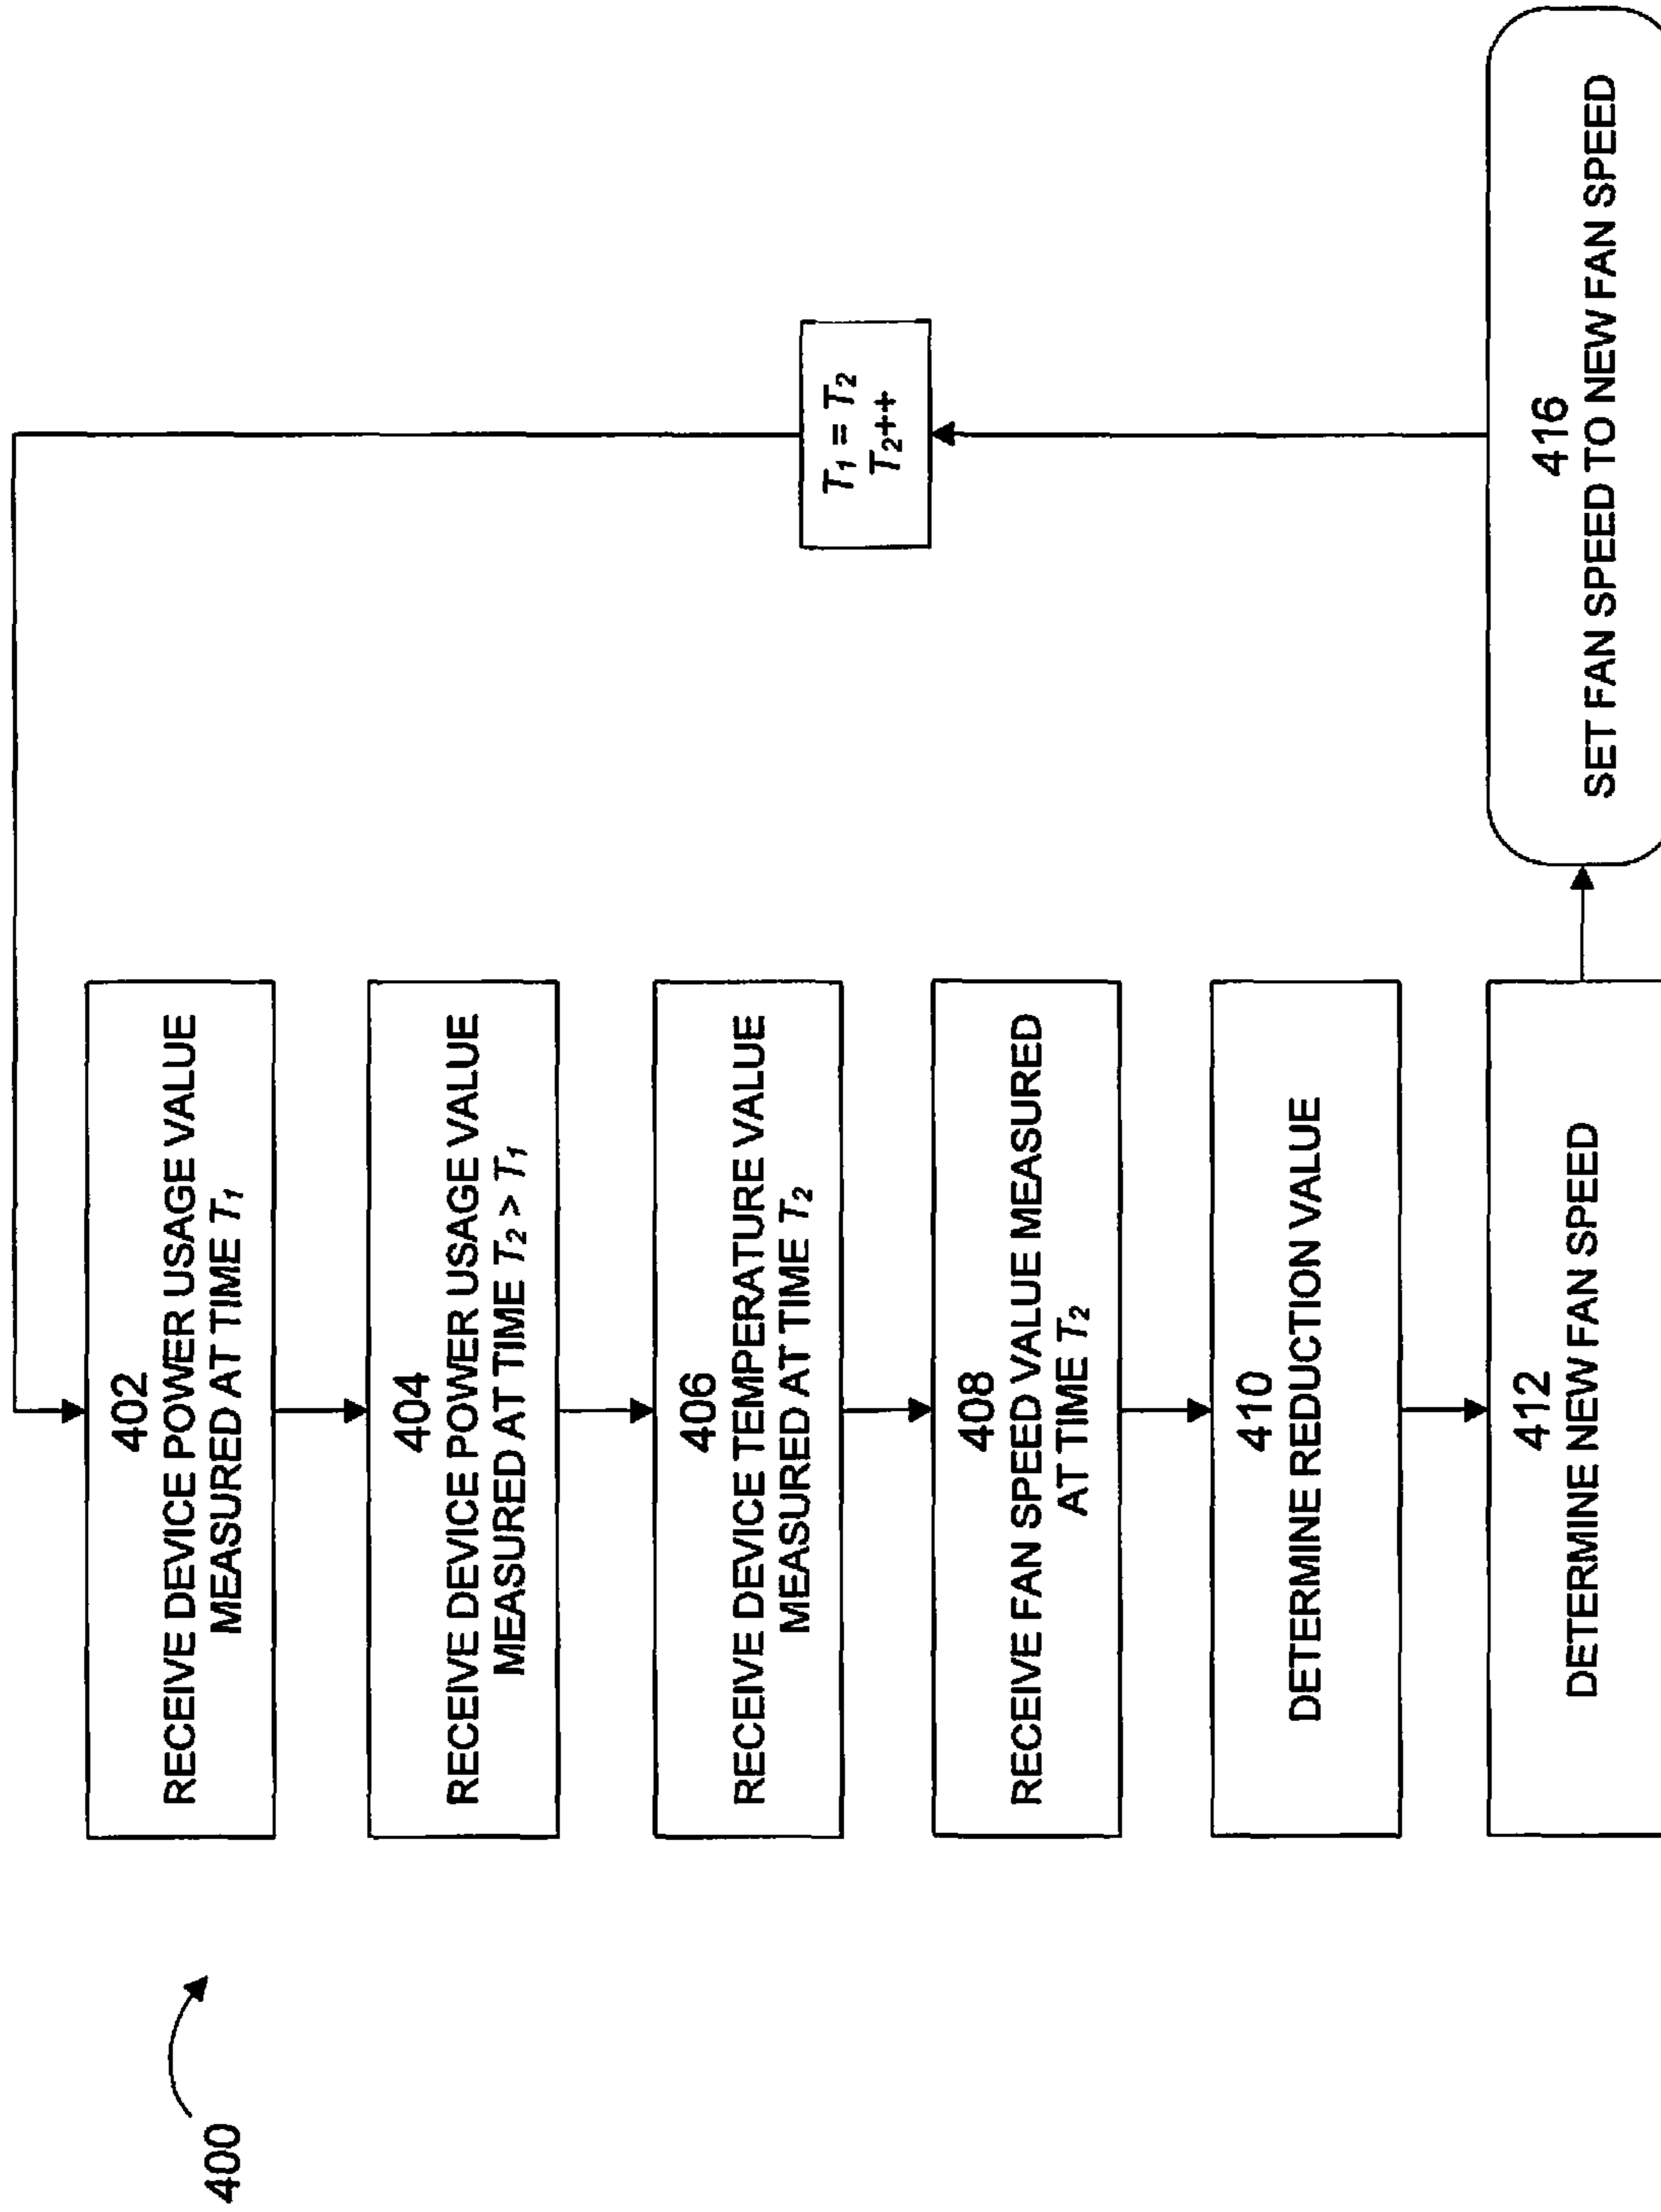 400
402
RECEIVE DEVICE POWER USAGE VALUE
MEASURED AT TIME T₁
404
RECEIVE DEVICE POWER USAGE VALUE
MEASURED AT TIME T₂ > T₁
406
RECEIVE DEVICE TEMPERATURE VALUE
MEASURED AT TIME T₂
408
RECEIVE FAN SPEED VALUE MEASURED
AT TIME T₂
410
DETERMINE REDUCTION VALUE
412
DETERMINE NEW FAN SPEED
416
SET FAN SPEED TO NEW FAN SPEED
T₁ = T₂
T₂++